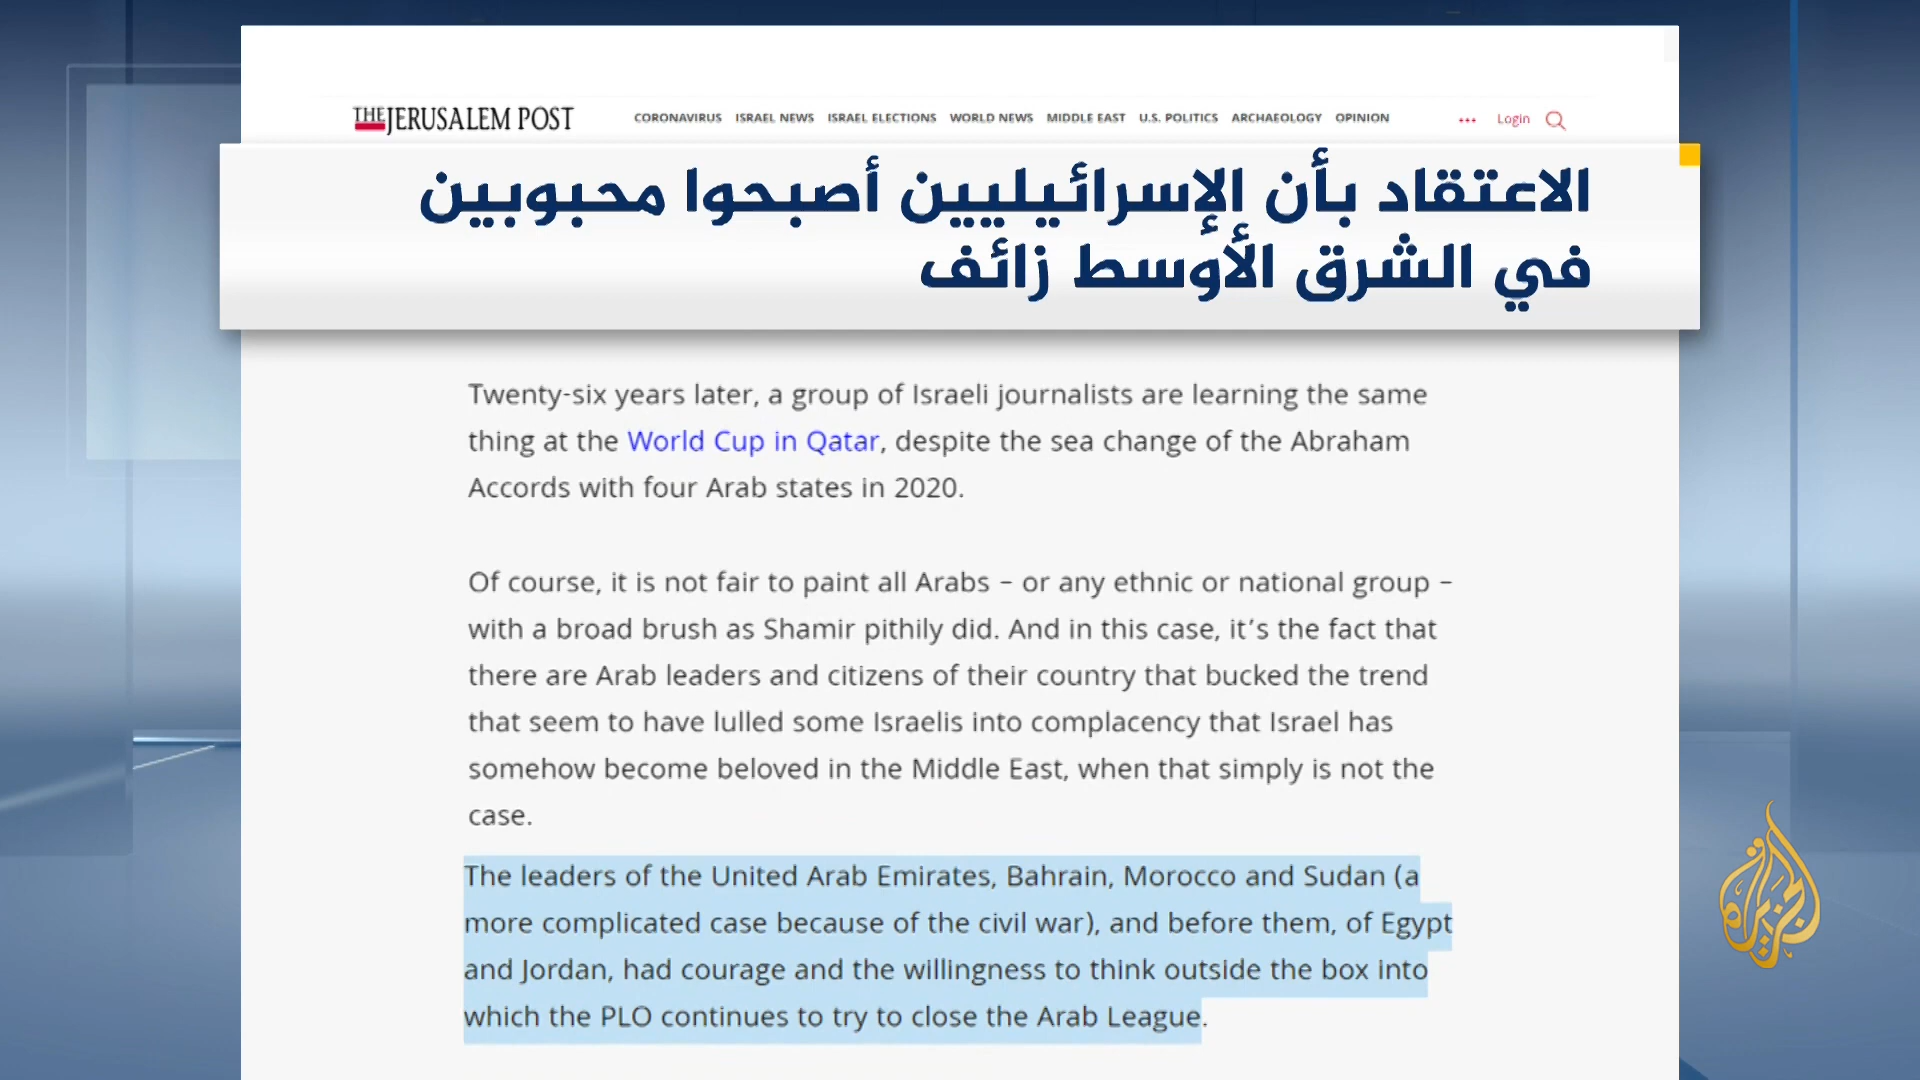 THE JERUSALEM POST
CORONAVIRUS ISRAEL NEWS ISRAEL ELECTIONS WORLD NEWS MIDDLE EAST U.S. POLITICS ARCHAEOLOGY OPINION
Login
الاعتقاد بأن الإسرائيليين أصبحوا محبوبين
في الشرق الأوسط زائف
Twenty-six years later, a group of Israeli journalists are learning the same
thing at the World Cup in Qatar, despite the sea change of the Abraham
Accords with four Arab states in 2020.
Of course, it is not fair to paint all Arabs – or any ethnic or national group –
with a broad brush as Shamir pithily did. And in this case, it’s the fact that
there are Arab leaders and citizens of their country that bucked the trend
that seem to have lulled some Israelis into complacency that Israel has
somehow become beloved in the Middle East, when that simply is not the
case.
The leaders of the United Arab Emirates, Bahrain, Morocco and Sudan (a
more complicated case because of the civil war), and before them, of Egypt
and Jordan, had courage and the willingness to think outside the box into
which the PLO continues to try to close the Arab League.
الجزيرة